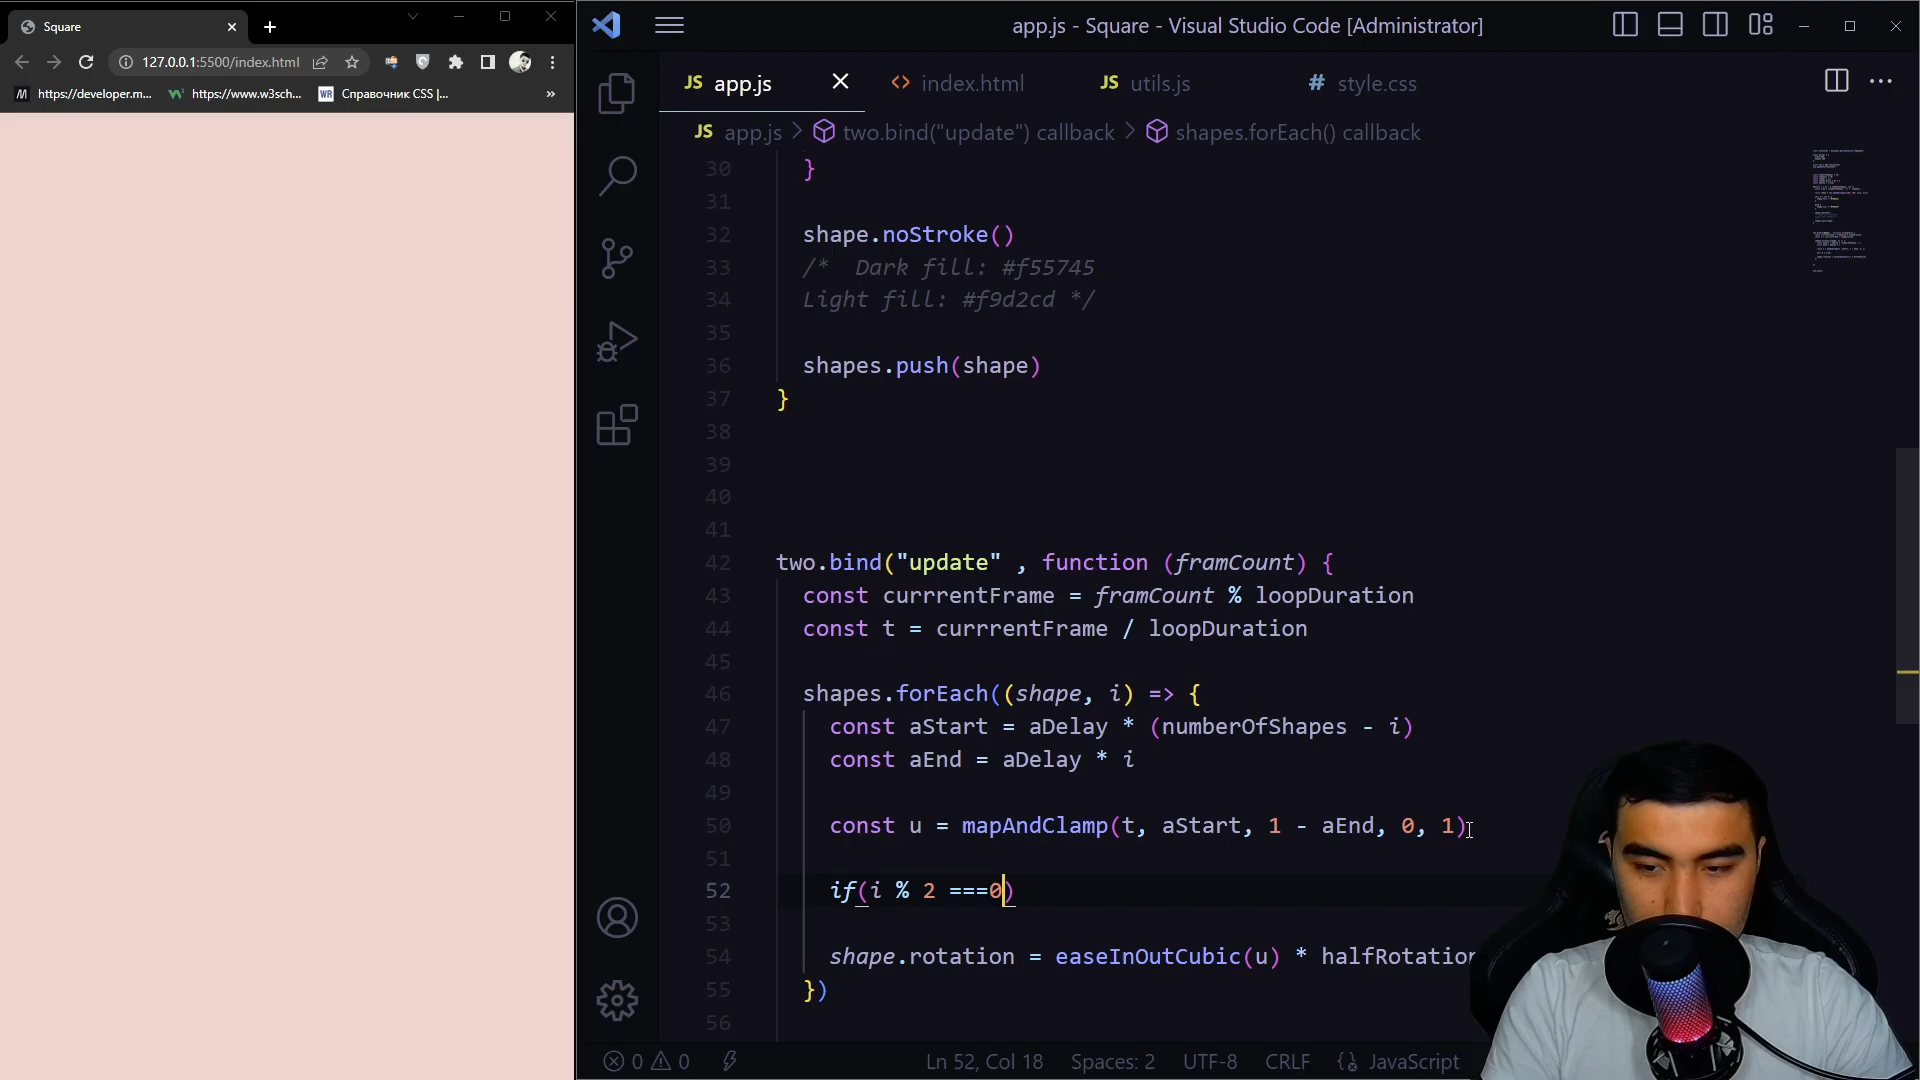 Square
127.0.0.1:5500/index.html
https://developer.m...
https://www.w3sch...
WR Справочник CSS |...
»
app.js - Square - Visual Studio Code [Administrator]
JS app.js
<> index.html
JS utils.js
# style.css
JS app.js > two.bind("update") callback > shapes.forEach() callback
30 }
31
32 shape.noStroke()
33 /*  Dark fill: #f55745
34 Light fill: #f9d2cd */
35
36 shapes.push(shape)
37 }
38
39
40
41
42 two.bind("update" , function (framCount) {
43 const currrentFrame = framCount % loopDuration
44 const t = currrentFrame / loopDuration
45
46 shapes.forEach((shape, i) => {
47 const aStart = aDelay * (numberOfShapes - i)
48 const aEnd = aDelay * i
49
50 const u = mapAndClamp(t, aStart, 1 - aEnd, 0, 1)
51
52 if(i % 2 ===0)
53
54 shape.rotation = easeInOutCubic(u) * halfRotation
55 })
56
0 0
Ln 52, Col 18
Spaces: 2
UTF-8
CRLF
{} JavaScript